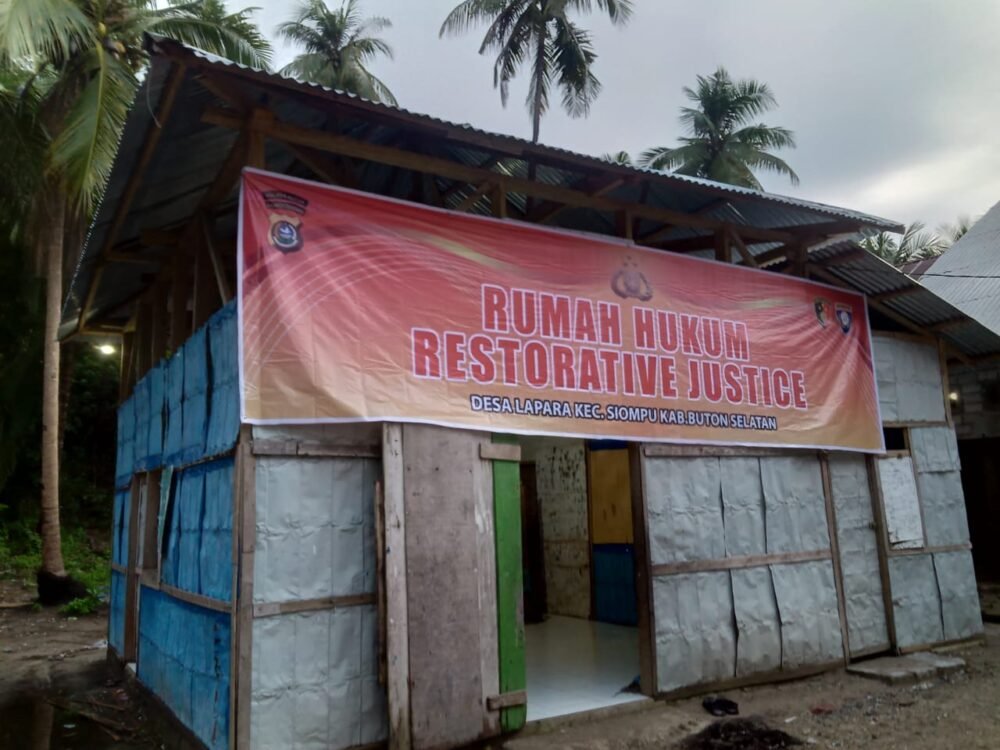 RUMAH HUKUM
RESTORATIVE JUSTICE
DESA LAPARA KEC. SIOMPU KAB.BUTON SELATAN